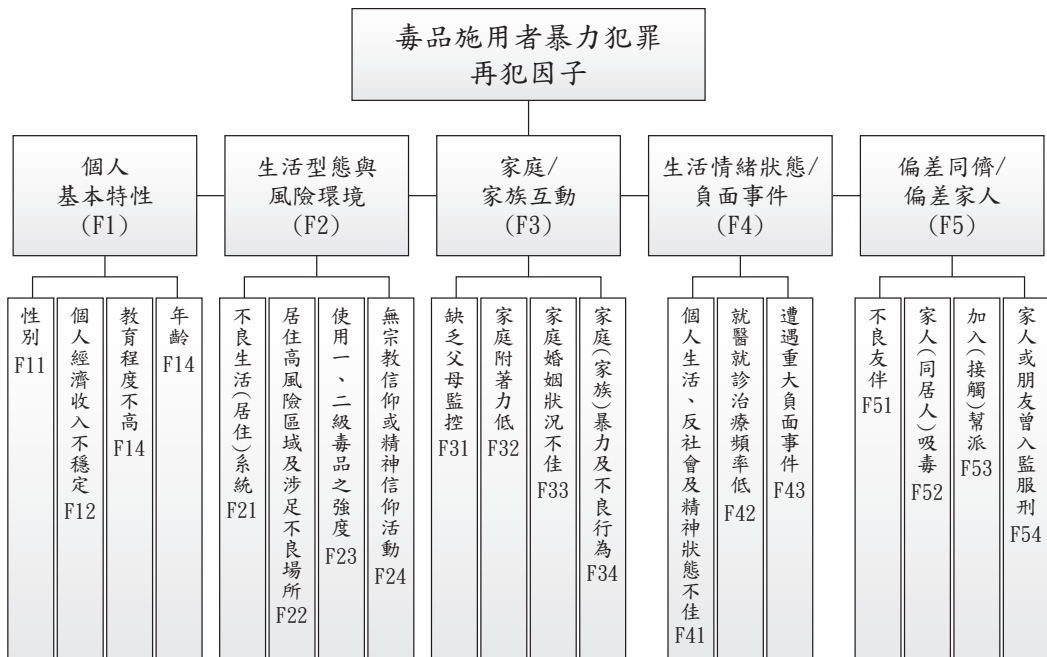 毒品施用者暴力犯罪
再犯因子
個人
基本特性
(F1)
生活型態與
風險環境
(F2)
家庭/
家族互動
(F3)
生活情緒狀態/
負面事件
(F4)
偏差同儕/
偏差家人
(F5)
性別
F11
個人經濟收入不穩定
F12
教育程度不高
F14
年齡
F14
不良生活(居住)系統
F21
居住高風險區域及涉足不良場所
F22
使用一、二級毒品之強度
F23
無宗教信仰或精神信仰活動
F24
缺乏父母監控
F31
家庭附著力低
F32
家庭婚姻狀況不佳
F33
家庭(家族)暴力及不良行為
F34
個人生活、反社會及精神狀態不佳
F41
就醫就診治療頻率低
F42
遭遇重大負面事件
F43
不良友伴
F51
家人(同居人)吸毒
F52
加入(接觸)幫派
F53
家人或朋友曾入監服刑
F54